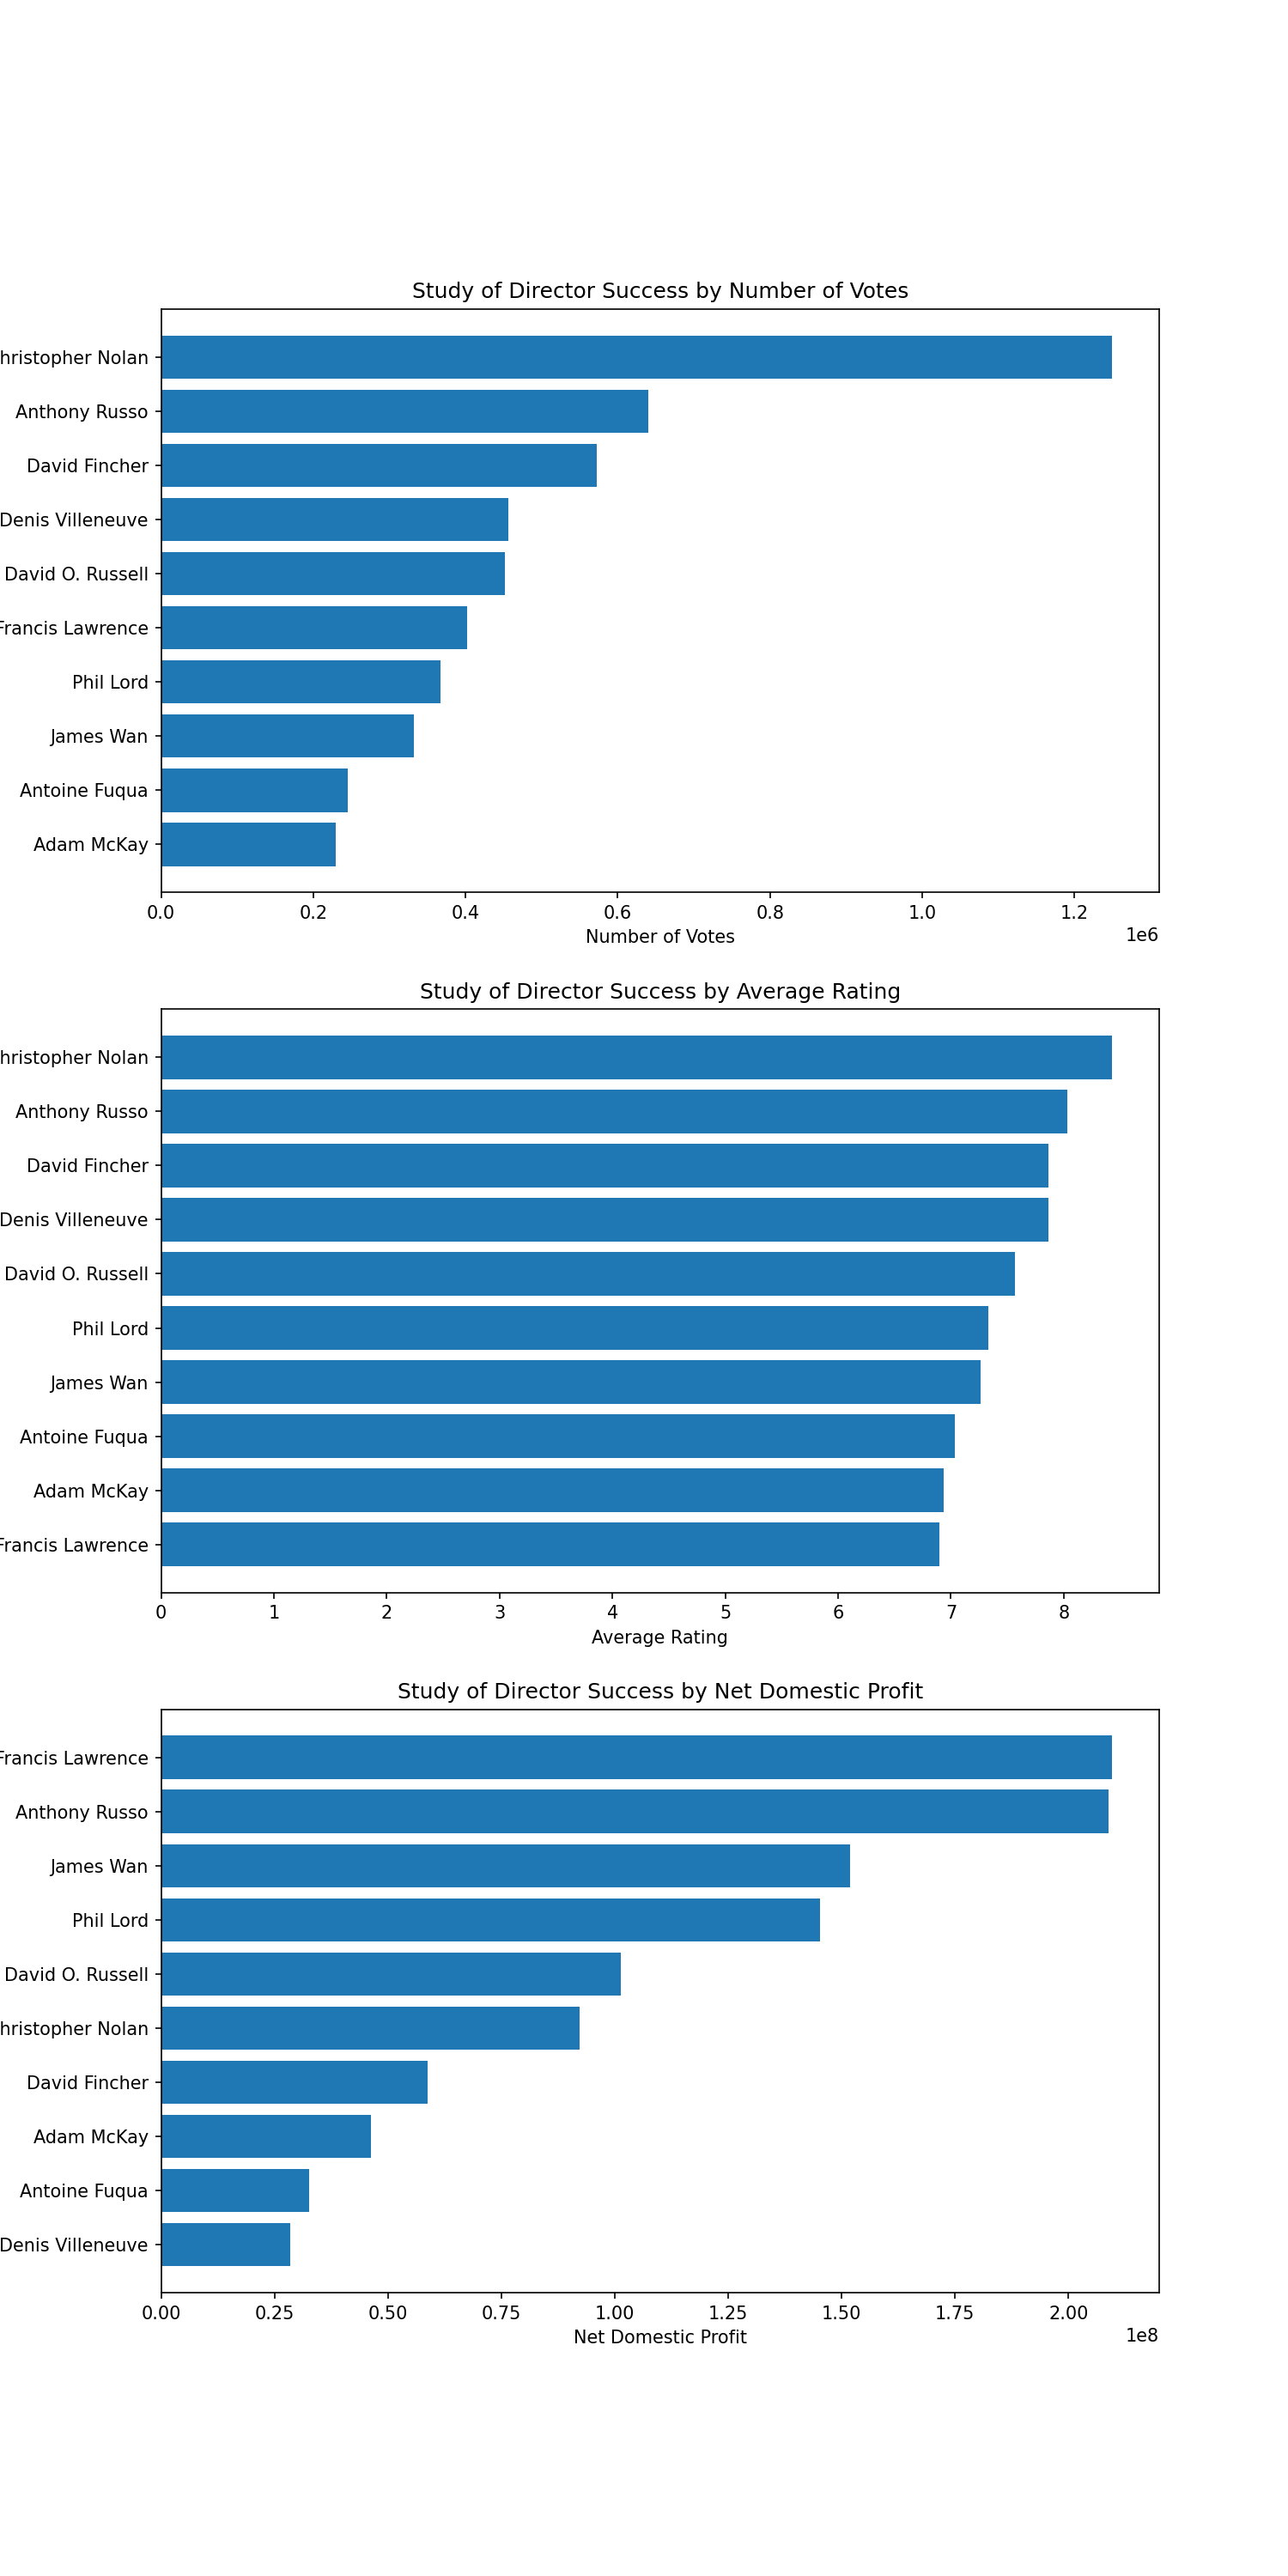 Study of Director Success by Number of Votes
hristopher Nolan
Anthony Russo
David Fincher
Denis Villeneuve
David O. Russell
Francis Lawrence
Phil Lord
James Wan
Antoine Fuqua
Adam McKay
0.0 0.2 0.4 0.6 0.8 1.0 1.2
Number of Votes 1e6
Study of Director Success by Average Rating
hristopher Nolan
Anthony Russo
David Fincher
Denis Villeneuve
David O. Russell
Phil Lord
James Wan
Antoine Fuqua
Adam McKay
Francis Lawrence
0 1 2 3 4 5 6 7 8
Average Rating
Study of Director Success by Net Domestic Profit
Francis Lawrence
Anthony Russo
James Wan
Phil Lord
David O. Russell
hristopher Nolan
David Fincher
Adam McKay
Antoine Fuqua
Denis Villeneuve
0.00 0.25 0.50 0.75 1.00 1.25 1.50 1.75 2.00
Net Domestic Profit 1e8